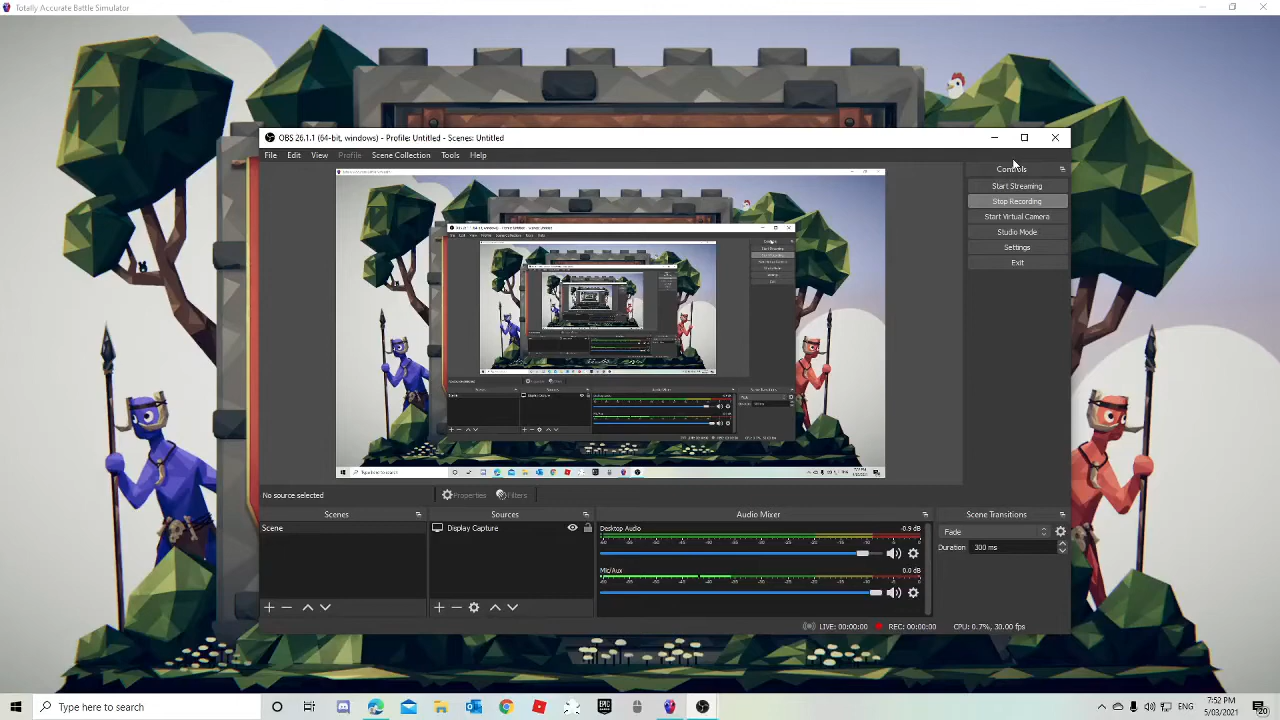 Totally Accurate Battle Simulator
OBS 26.1.1 (64-bit, windows) - Profile: Untitled - Scenes: Untitled
File Edit View Profile Scene Collection Tools Help
Controls
Start Streaming
Stop Recording
Start Virtual Camera
Studio Mode
Settings
Exit
No source selected Properties Filters
Scenes Sources Audio Mixer Scene Transitions
Scene
Display Capture
Desktop Audio -0.9 dB
Mic/Aux 0.0 dB
Fade
Duration 300 ms
LIVE: 00:00:00 REC: 00:00:00 CPU: 0.7%, 30.00 fps
Type here to search
EPIC
ENG
7:52 PM
5/03/2021
20